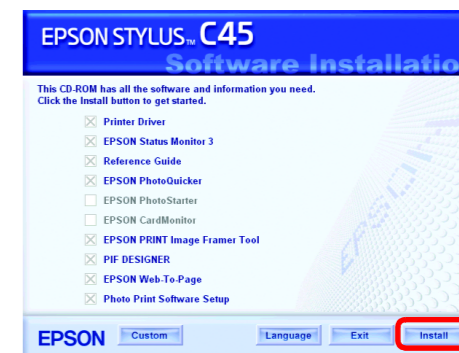 EPSON STYLUS™ C45
Software Installatio
This CD-ROM has all the software and information you need.
Click the Install button to get started.
Printer Driver
EPSON Status Monitor 3
Reference Guide
EPSON PhotoQuicker
EPSON PhotoStarter
EPSON CardMonitor
EPSON PRINT Image Framer Tool
PIF DESIGNER
EPSON Web-To-Page
Photo Print Software Setup
EPSON
EPSON Custom Language Exit Install